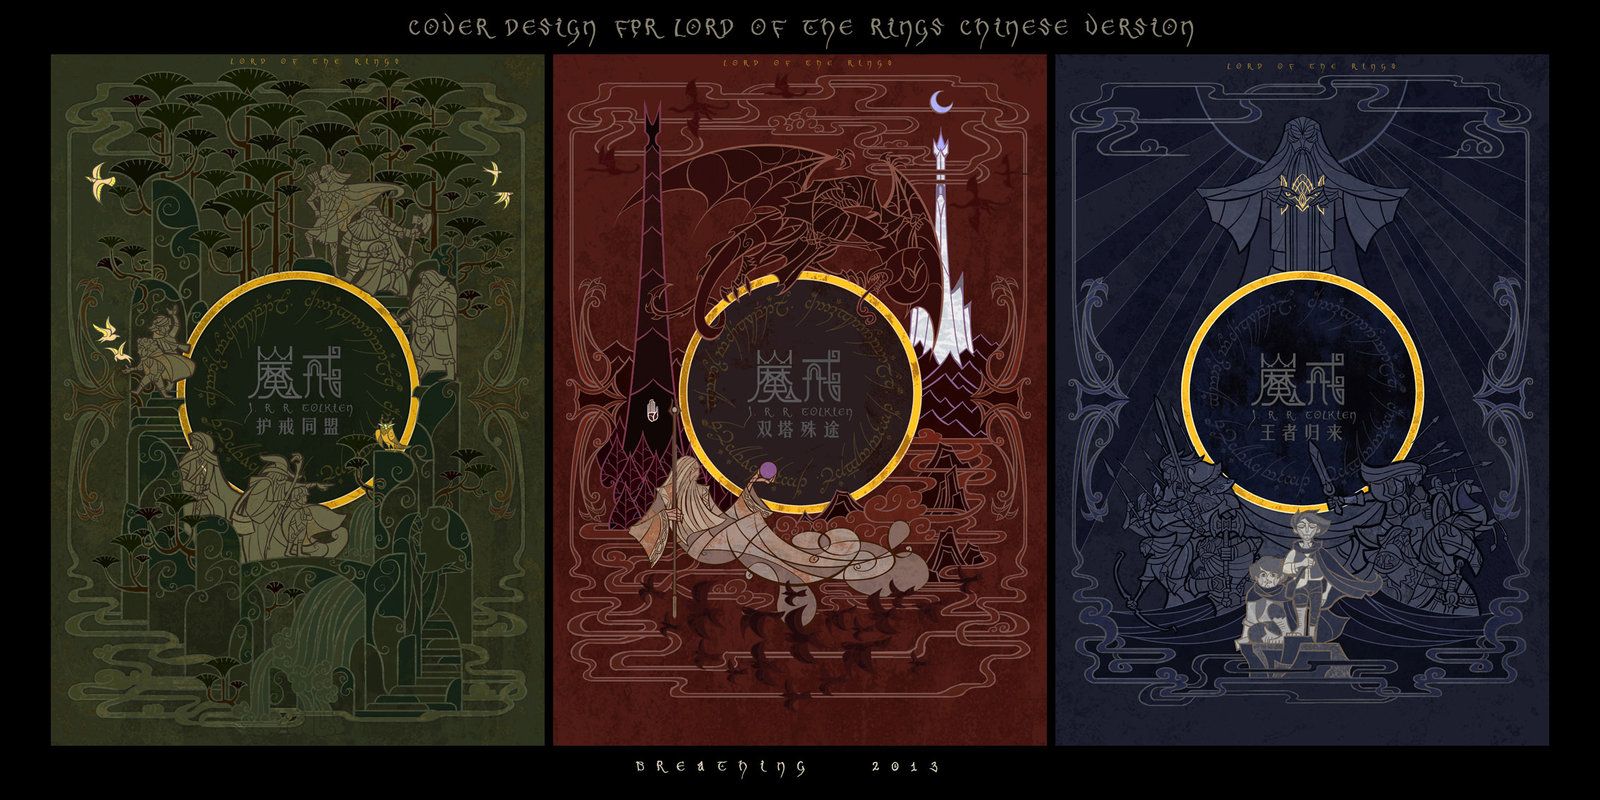 COVER DESIGN FPR LORD OF THE RINGS CHINESE VERSION
LORD OF THE RINGS
魔戒
J. R. R. TOLKIEN
护戒同盟
LORD OF THE RINGS
魔戒
J. R. R. TOLKIEN
双塔殊途
LORD OF THE RINGS
魔戒
J. R. R. TOLKIEN
王者归来
BREATHING 2013